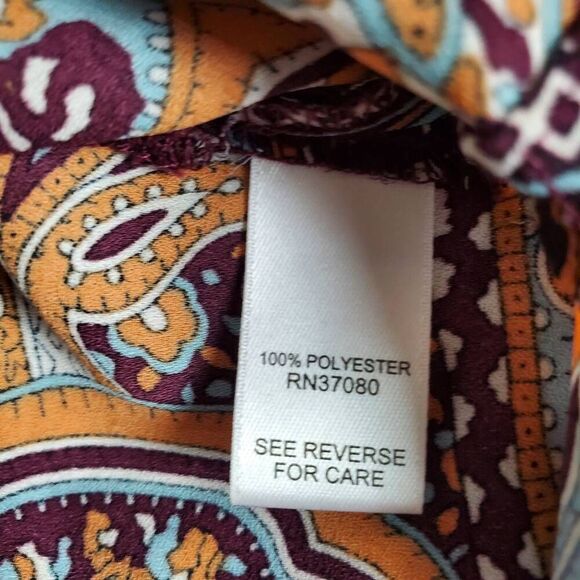 100% POLYESTER
RN37080
SEE REVERSE
FOR CARE